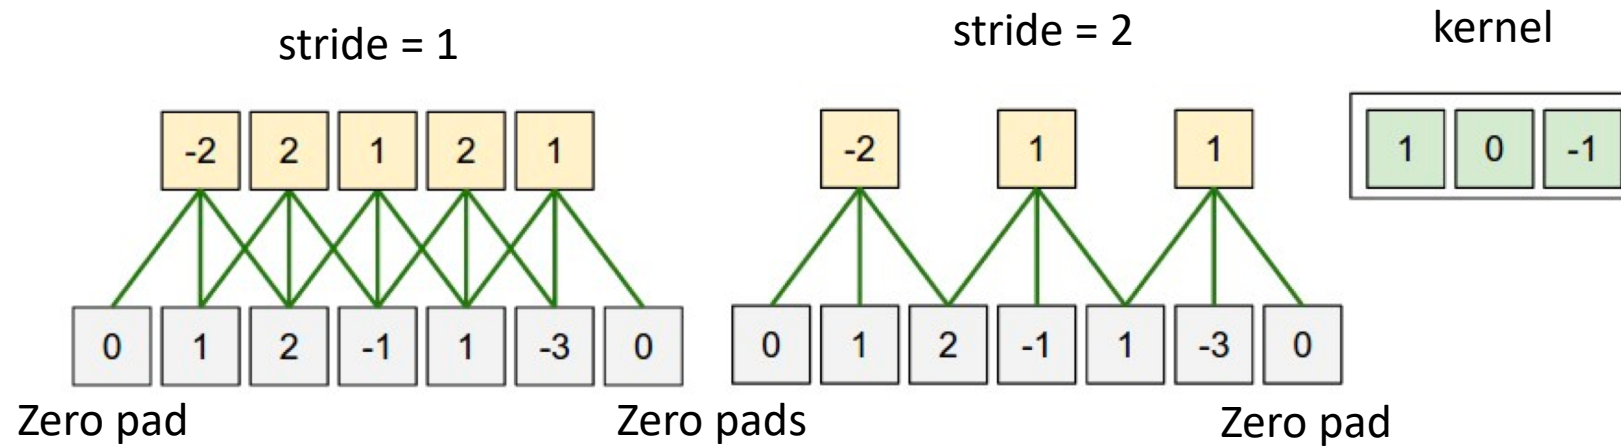 stride = 1
stride = 2
kernel
-2 2 1 2 1
-2 1 1
1 0 -1
0 1 2 -1 1 -3 0
0 1 2 -1 1 -3 0
Zero pad
Zero pads
Zero pad